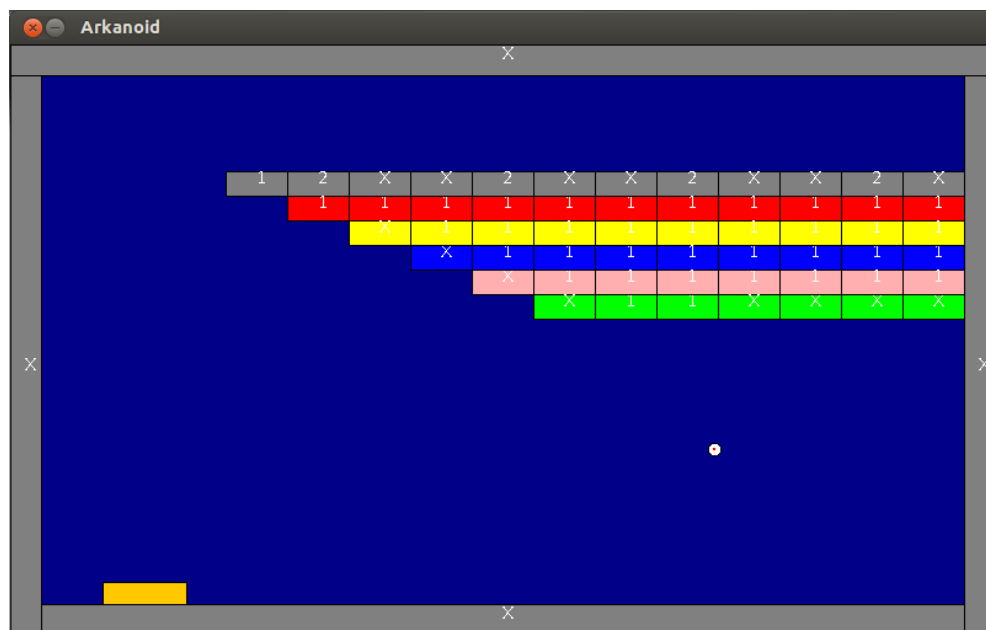 Arkanoid
X
1 2 X X 2 X X 2 X X 2 X
1 1 1 1 1 1 1 1 1 1 1
X 1 1 1 1 1 1 1 1 1
X 1 1 1 1 1 1 1 1
X 1 1 1 1 1 1 1
X 1 1 X X X X
X X
X